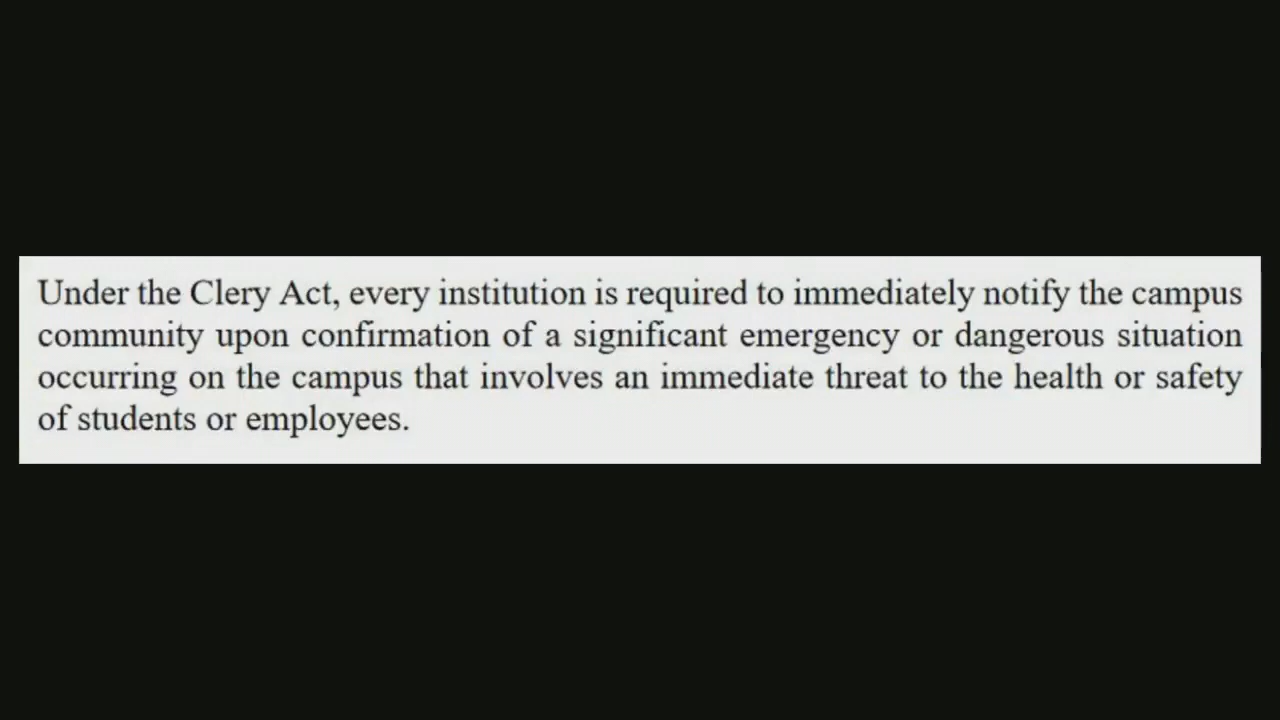 Under the Clery Act, every institution is required to immediately notify the campus
community upon confirmation of a significant emergency or dangerous situation
occurring on the campus that involves an immediate threat to the health or safety
of students or employees.